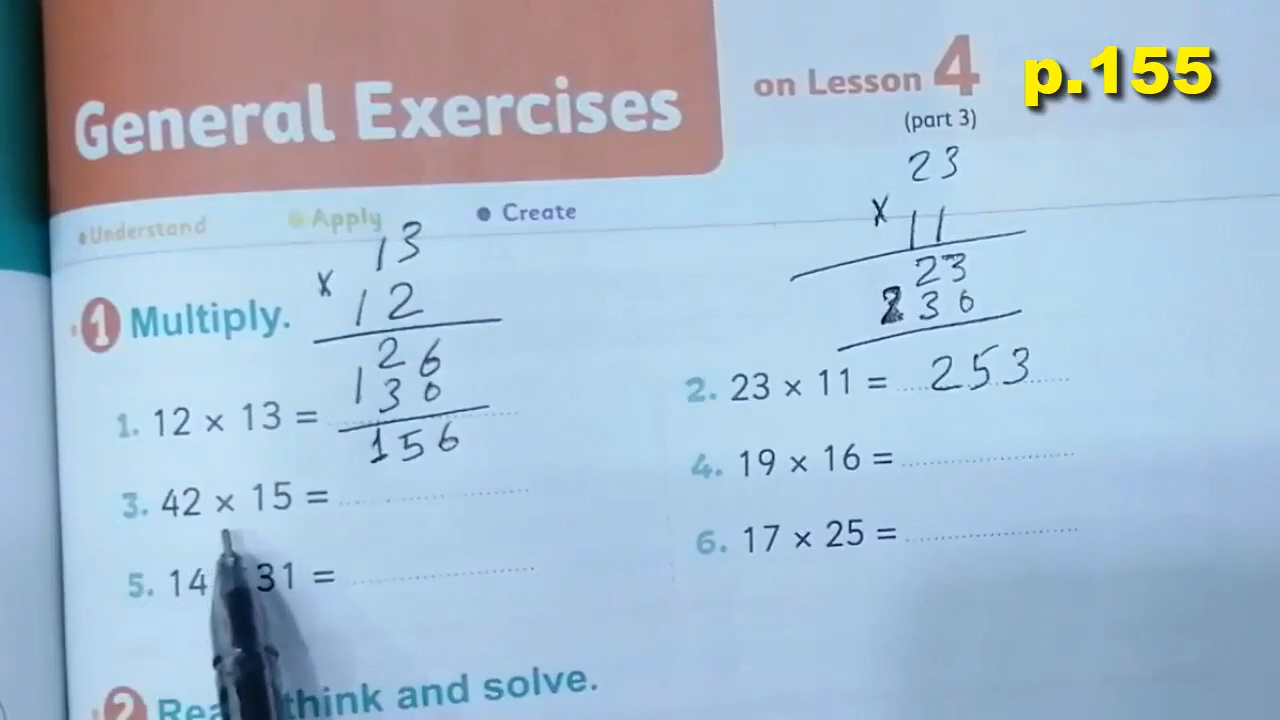 General Exercises
on Lesson 4
(part 3)
p.155
Understand
Apply
Create
1 Multiply.
13
× 12
26
130
156
23
× 11
23
230
1. 12 × 13 =
2. 23 × 11 = 253
3. 42 × 15 =
4. 19 × 16 =
5. 14 31 =
6. 17 × 25 =
2 think and solve.